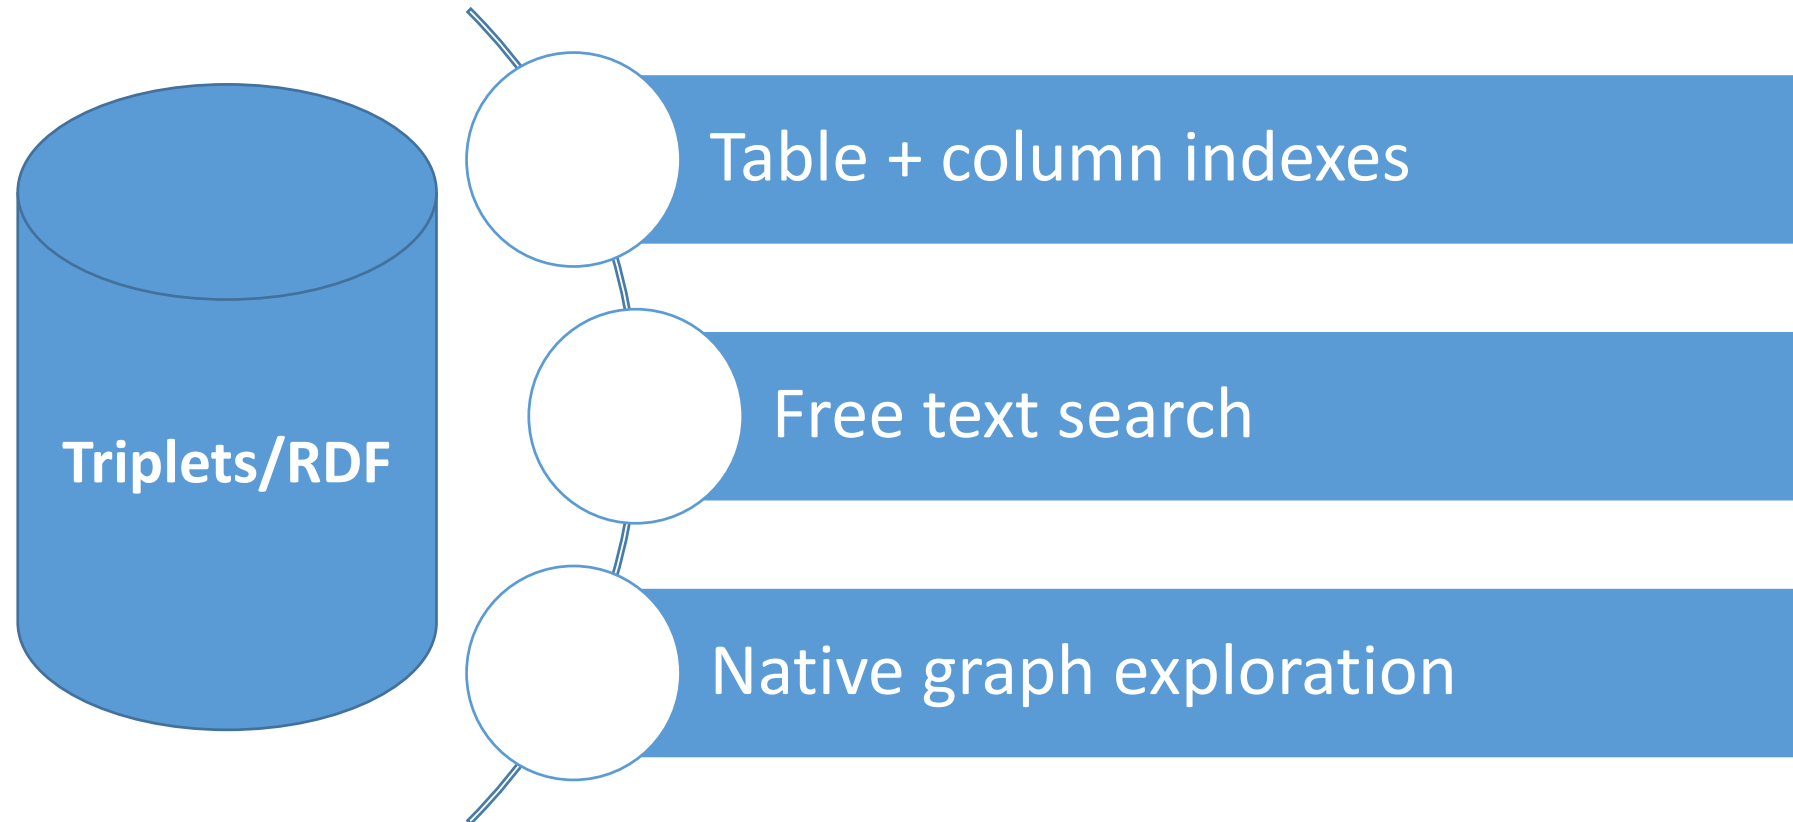 Triplets/RDF
Table + column indexes
Free text search
Native graph exploration